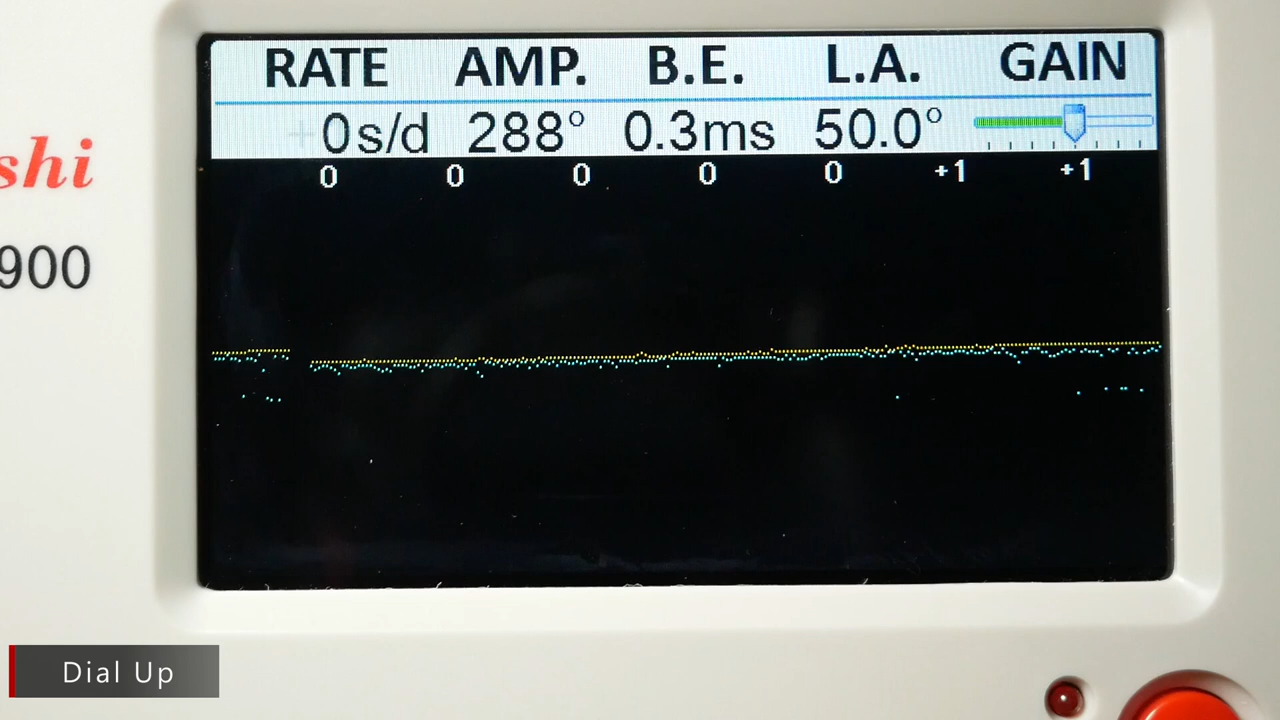 RATE AMP. B.E. L.A. GAIN
0s/d 288° 0.3ms 50.0°
0 0 0 0 0 +1 +1
shi
900
Dial Up